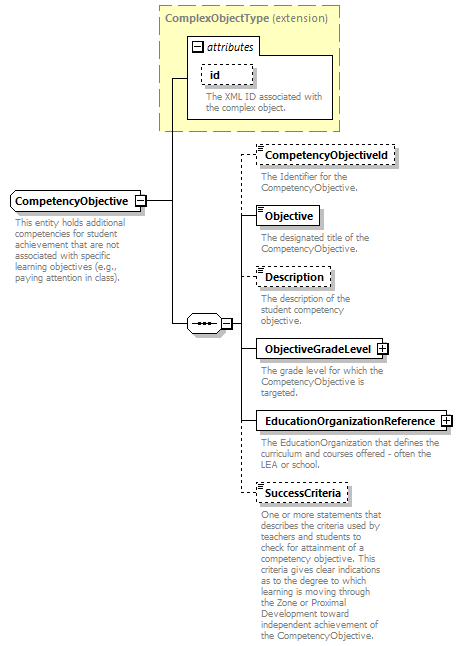 ComplexObjectType (extension)
attributes
id
The XML ID associated with
the complex object.
CompetencyObjectiveId
The Identifier for the
CompetencyObjective.
CompetencyObjective
This entity holds additional
competencies for student
achievement that are not
associated with specific
learning objectives (e.g.,
paying attention in class).
Objective
The designated title of the
CompetencyObjective.
Description
The description of the
student competency
objective.
ObjectiveGradeLevel
The grade level for which the
CompetencyObjective is
targeted.
EducationOrganizationReference
The EducationOrganization that defines the
curriculum and courses offered - often the
LEA or school.
SuccessCriteria
One or more statements that
describes the criteria used by
teachers and students to
check for attainment of a
competency objective. This
criteria gives clear indications
as to the degree to which
learning is moving through
the Zone or Proximal
Development toward
independent achievement of
the CompetencyObjective.